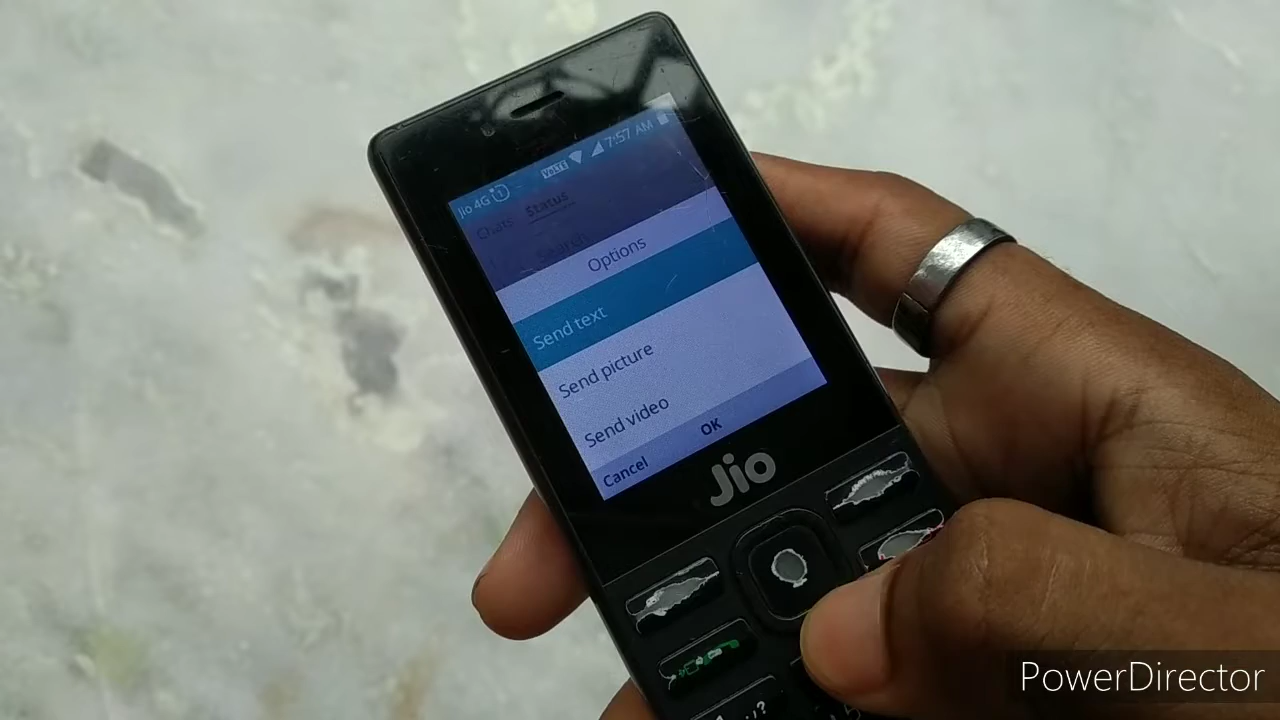 Jio 4G 1 VoLTE 7:57 AM
Chats Status
Options
Send text
Send picture
Send video
Cancel OK
Jio
PowerDirector